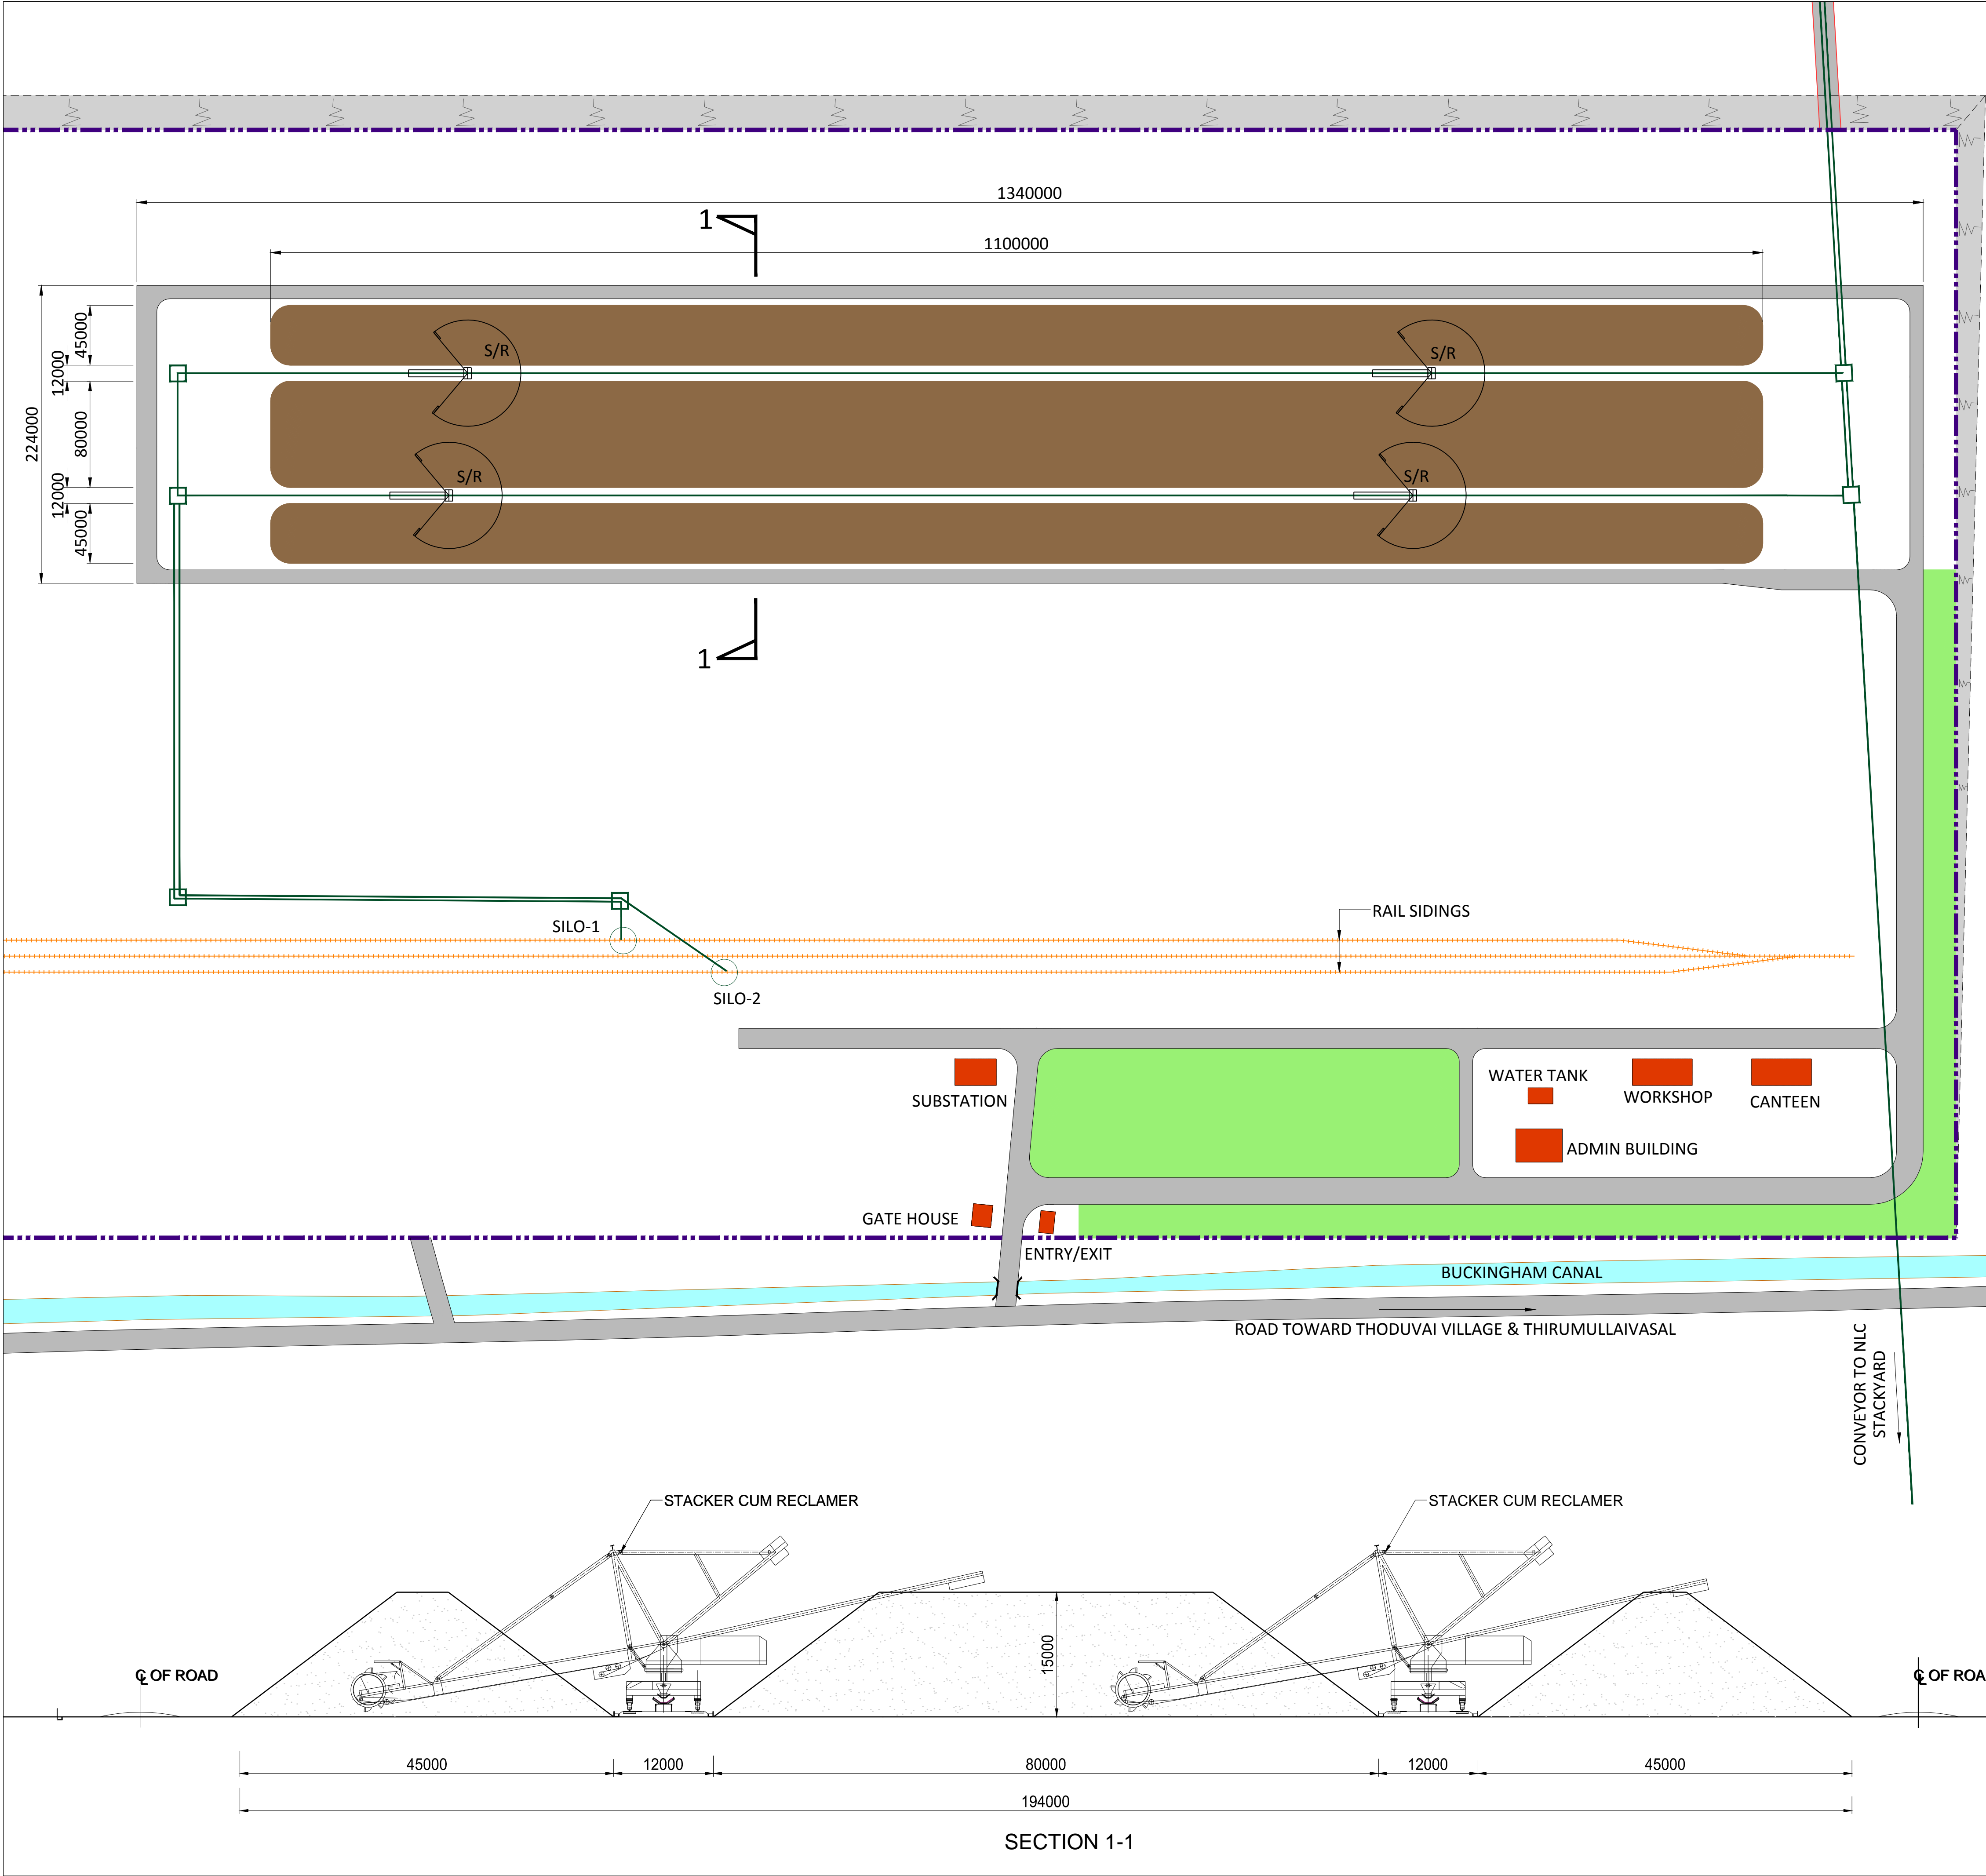 1340000
1
1100000
45000
12000
224000
80000
12000
45000
S/R
S/R
S/R
S/R
1
SILO-1
RAIL SIDINGS
SILO-2
SUBSTATION
WATER TANK
WORKSHOP
CANTEEN
ADMIN BUILDING
GATE HOUSE
ENTRY/EXIT
BUCKINGHAM CANAL
ROAD TOWARD THODUVAI VILLAGE & THIRUMULLAIVASAL
CONVEYOR TO NLC
STACKYARD
STACKER CUM RECLAMER
STACKER CUM RECLAMER
15000
℄ OF ROAD
℄ OF ROA
45000
12000
80000
12000
45000
194000
SECTION 1-1